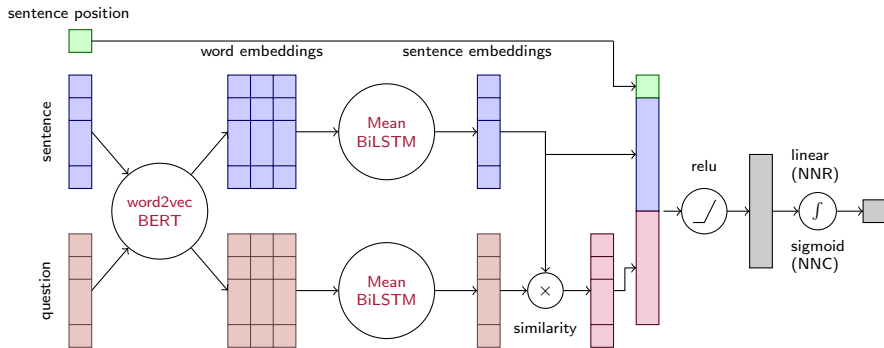 sentence position
word embeddings
sentence embeddings
sentence
Mean
BiLSTM
word2vec
BERT
relu
linear
(NNR)
∫
sigmoid
(NNC)
question
Mean
BiLSTM
×
similarity